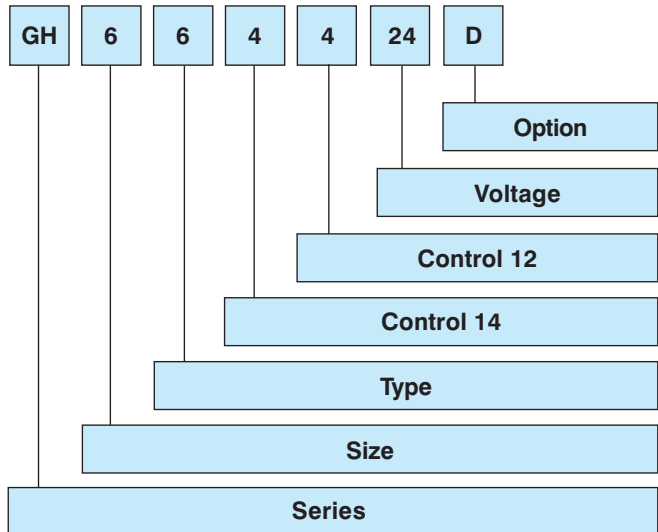 GH 6 6 4 4 24 D
Option
Voltage
Control 12
Control 14
Type
Size
Series